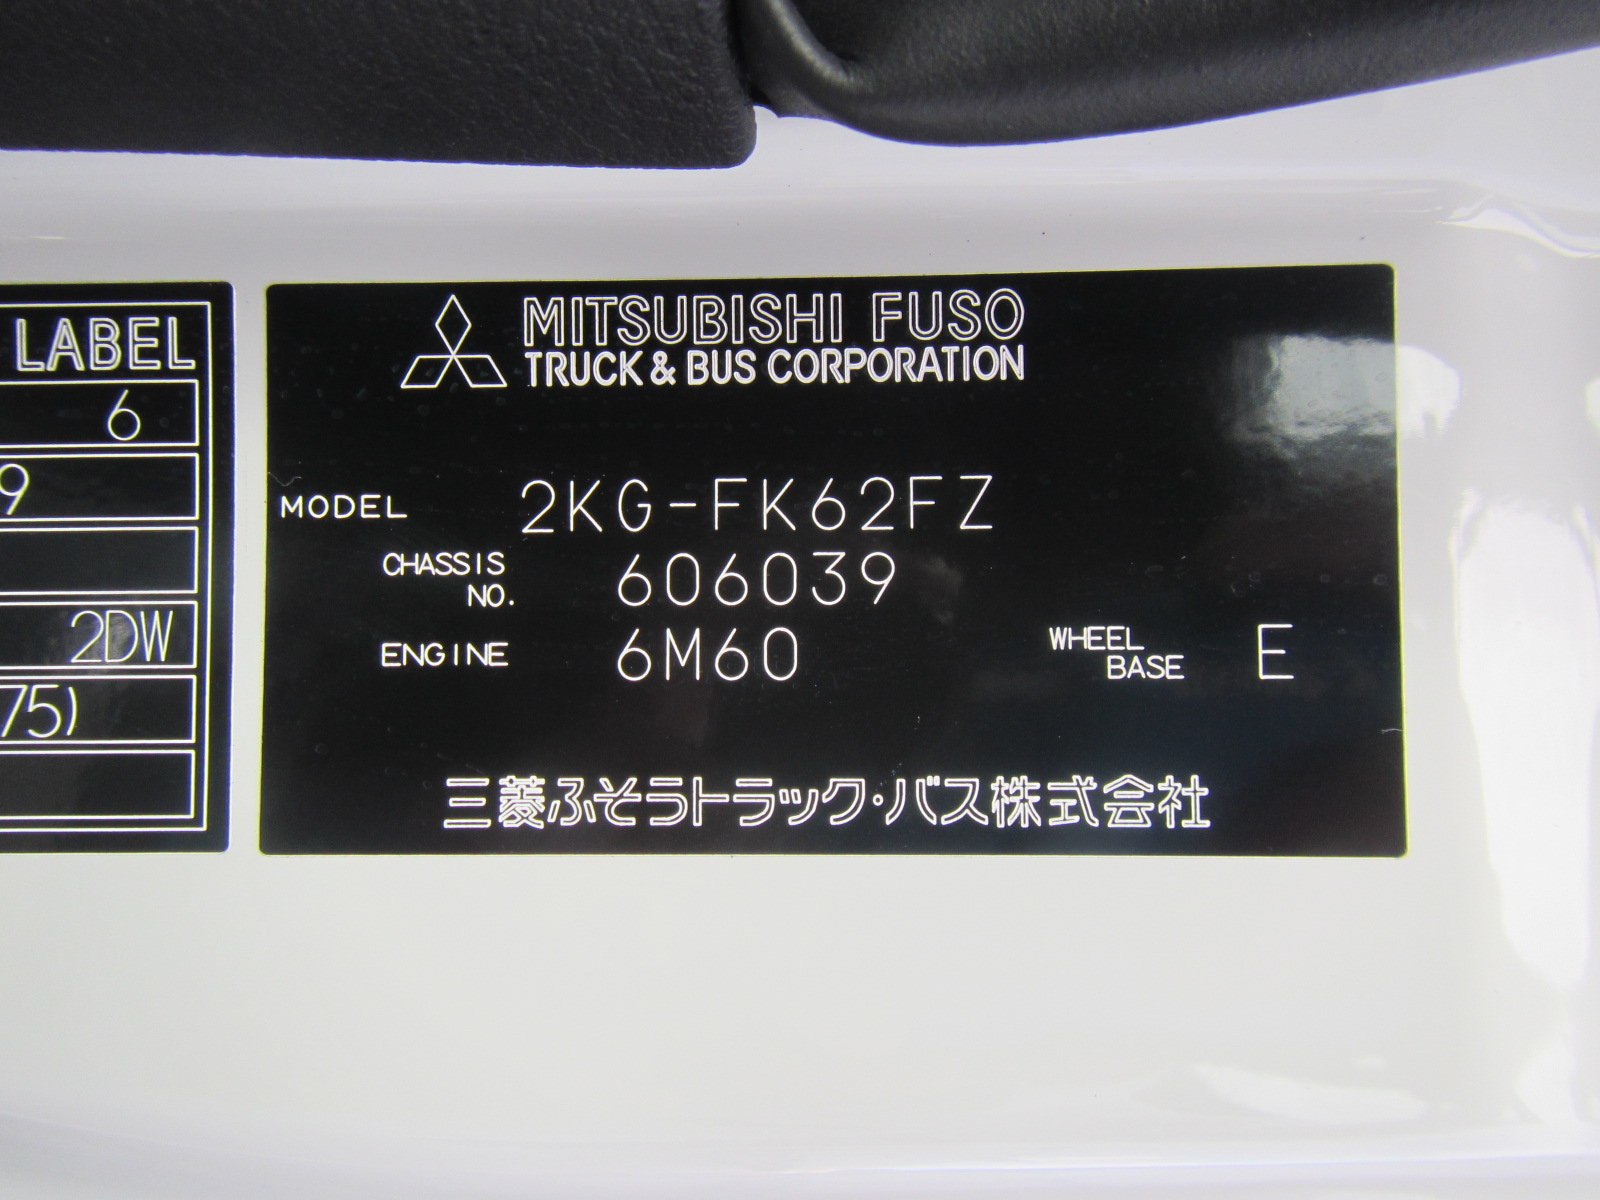 LABEL
6
9
2DW
75)
MITSUBISHI FUSO
TRUCK & BUS CORPORATION
MODEL 2KG-FK62FZ
CHASSIS NO. 606039
ENGINE 6M60 WHEEL BASE E
三菱ふそうトラック・バス株式会社